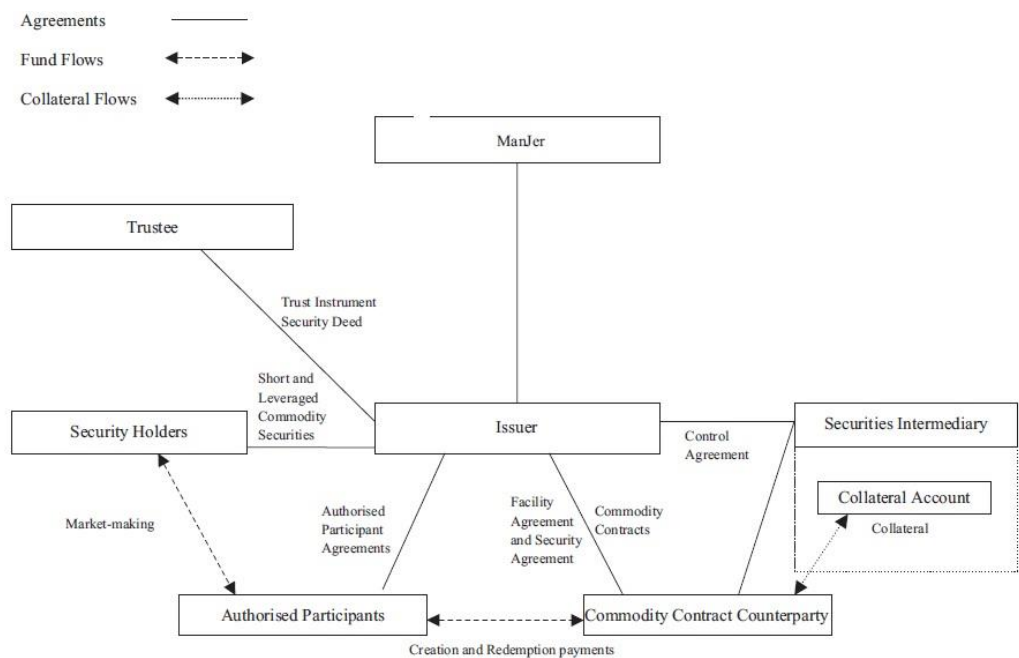 Agreements
Fund Flows
Collateral Flows
ManJer
Trustee
Trust Instrument
Security Deed
Short and
Leveraged
Commodity
Securities
Security Holders
Issuer
Control
Agreement
Securities Intermediary
Collateral Account
Collateral
Market-making
Authorised
Participant
Agreements
Facility
Agreement
and Security
Agreement
Commodity
Contracts
Authorised Participants
Commodity Contract Counterparty
Creation and Redemption payments